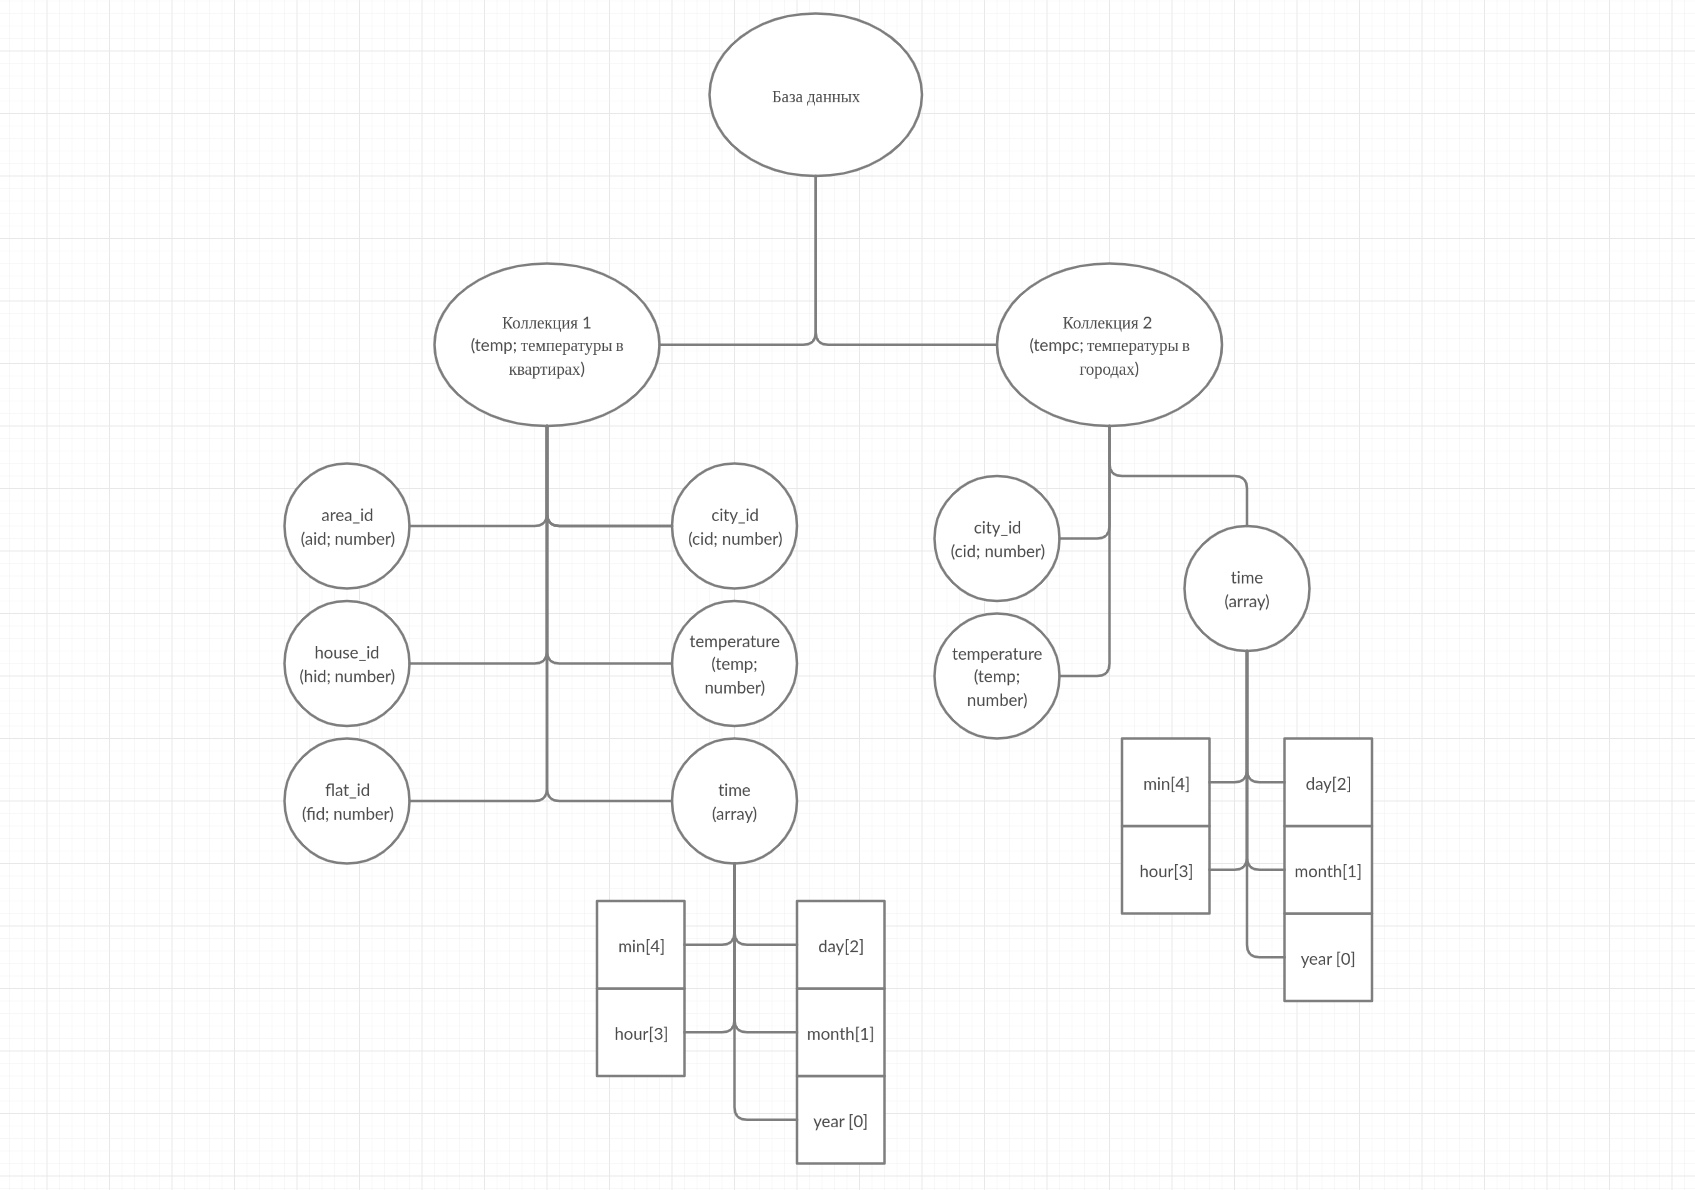 База данных
Коллекция 1
(temp; температуры в
квартирах)
Коллекция 2
(tempc; температуры в
городах)
area_id
(aid; number)
city_id
(cid; number)
house_id
(hid; number)
temperature
(temp;
number)
flat_id
(fid; number)
time
(array)
min[4]
day[2]
hour[3]
month[1]
year [0]
city_id
(cid; number)
time
(array)
temperature
(temp;
number)
min[4]
day[2]
hour[3]
month[1]
year [0]